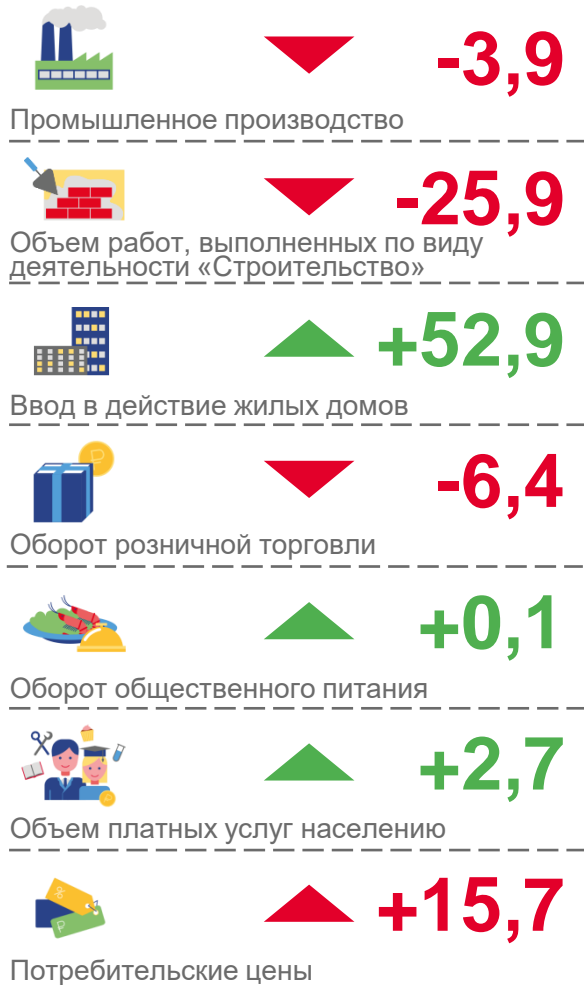 -3,9
Промышленное производство
-25,9
Объем работ, выполненных по виду
деятельности «Строительство»
+52,9
Ввод в действие жилых домов
-6,4
Оборот розничной торговли
+0,1
Оборот общественного питания
+2,7
Объем платных услуг населению
+15,7
Потребительские цены